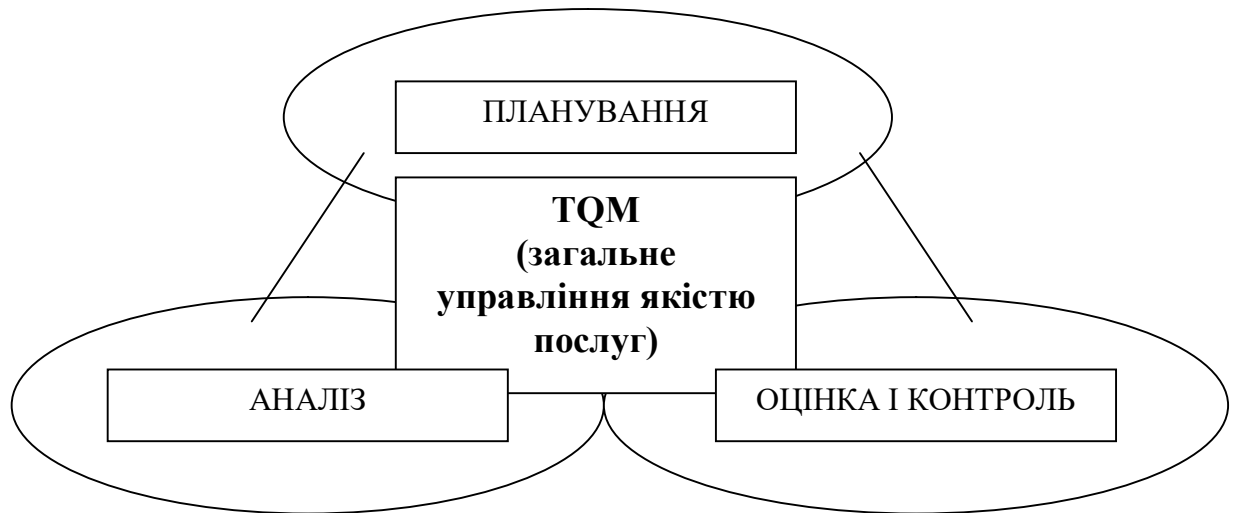 ПЛАНУВАННЯ
TQM
(загальне
управління якістю
послуг)
АНАЛІЗ
ОЦІНКА І КОНТРОЛЬ